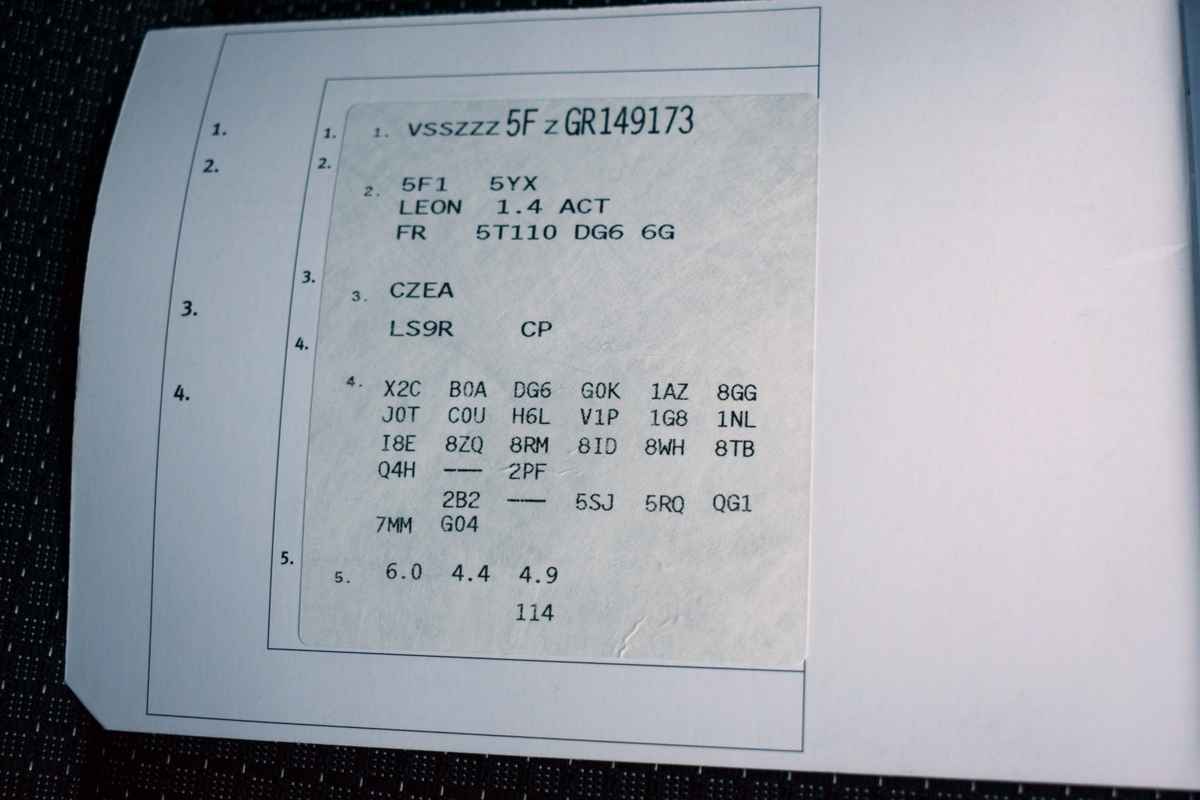 1. 1. 1. VSSZZZ 5F Z GR149173
2. 2. 2. 5F1 5YX
LEON 1.4 ACT
FR 5T110 DG6 6G
3. 3. 3. CZEA
LS9R CP
4. 4. 4. X2C B0A DG6 G0K 1AZ 8GG
J0T C0U H6L V1P 1G8 1NL
I8E 8ZQ 8RM 8ID 8WH 8TB
Q4H --- 2PF
2B2 --- 5SJ 5RQ QG1
7MM G04
5. 5. 6.0 4.4 4.9
114